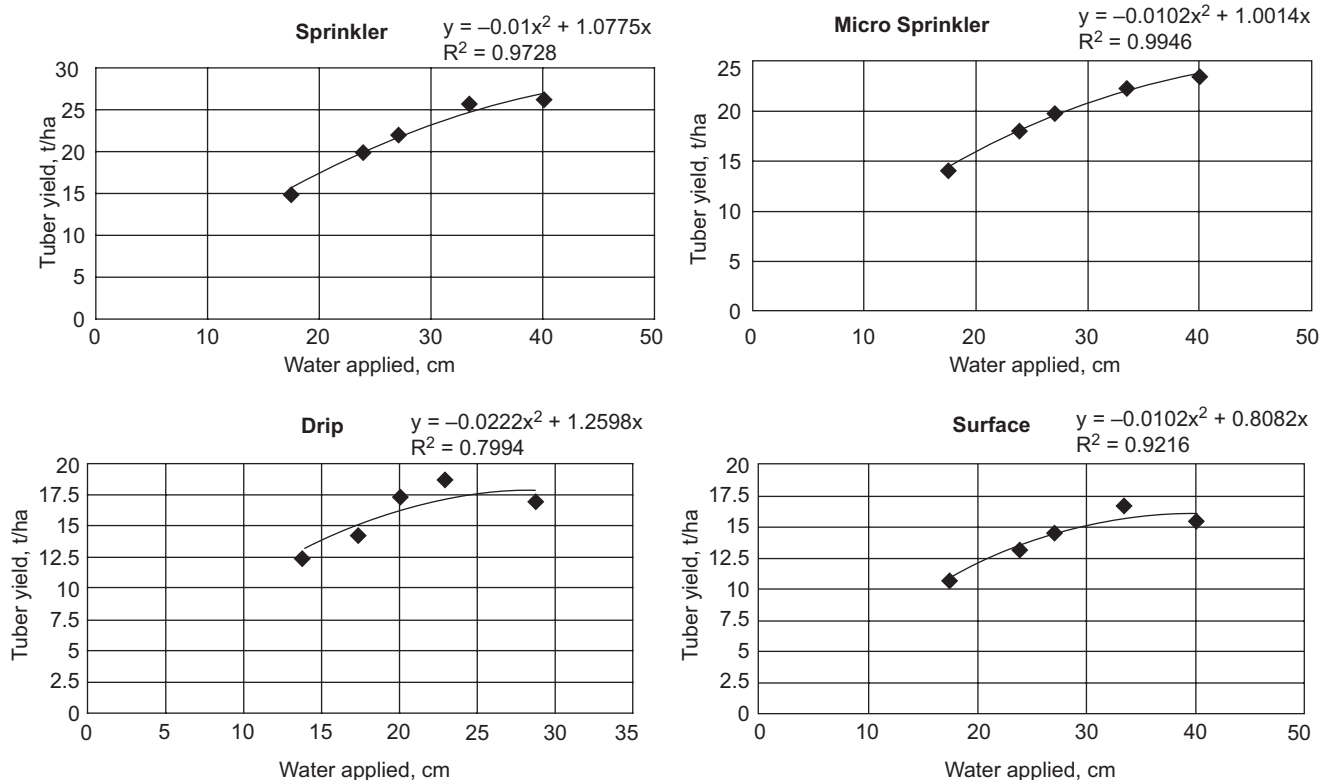 Sprinkler
y = –0.01x² + 1.0775x
R² = 0.9728
30
25
20
15
10
5
0
Tuber yield, t/ha
0 10 20 30 40 50
Water applied, cm
Micro Sprinkler
y = –0.0102x² + 1.0014x
R² = 0.9946
25
20
15
10
5
0
Tuber yield, t/ha
0 10 20 30 40 50
Water applied, cm
Drip
y = –0.0222x² + 1.2598x
R² = 0.7994
20
17.5
15
12.5
10
7.5
5
2.5
0
Tuber yield, t/ha
0 5 10 15 20 25 30 35
Water applied, cm
Surface
y = –0.0102x² + 0.8082x
R² = 0.9216
20
17.5
15
12.5
10
7.5
5
2.5
0
Tuber yield, t/ha
0 10 20 30 40 50
Water applied, cm